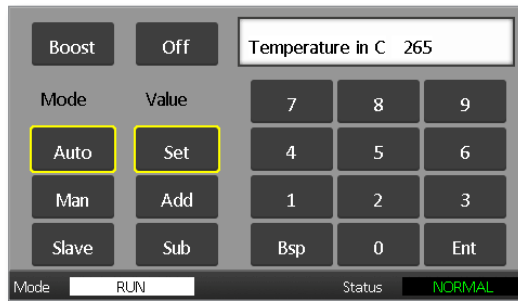 Boost Off Temperature in C 265
Mode Value 7 8 9
Auto Set 4 5 6
Man Add 1 2 3
Slave Sub Bsp 0 Ent
Mode RUN Status NORMAL